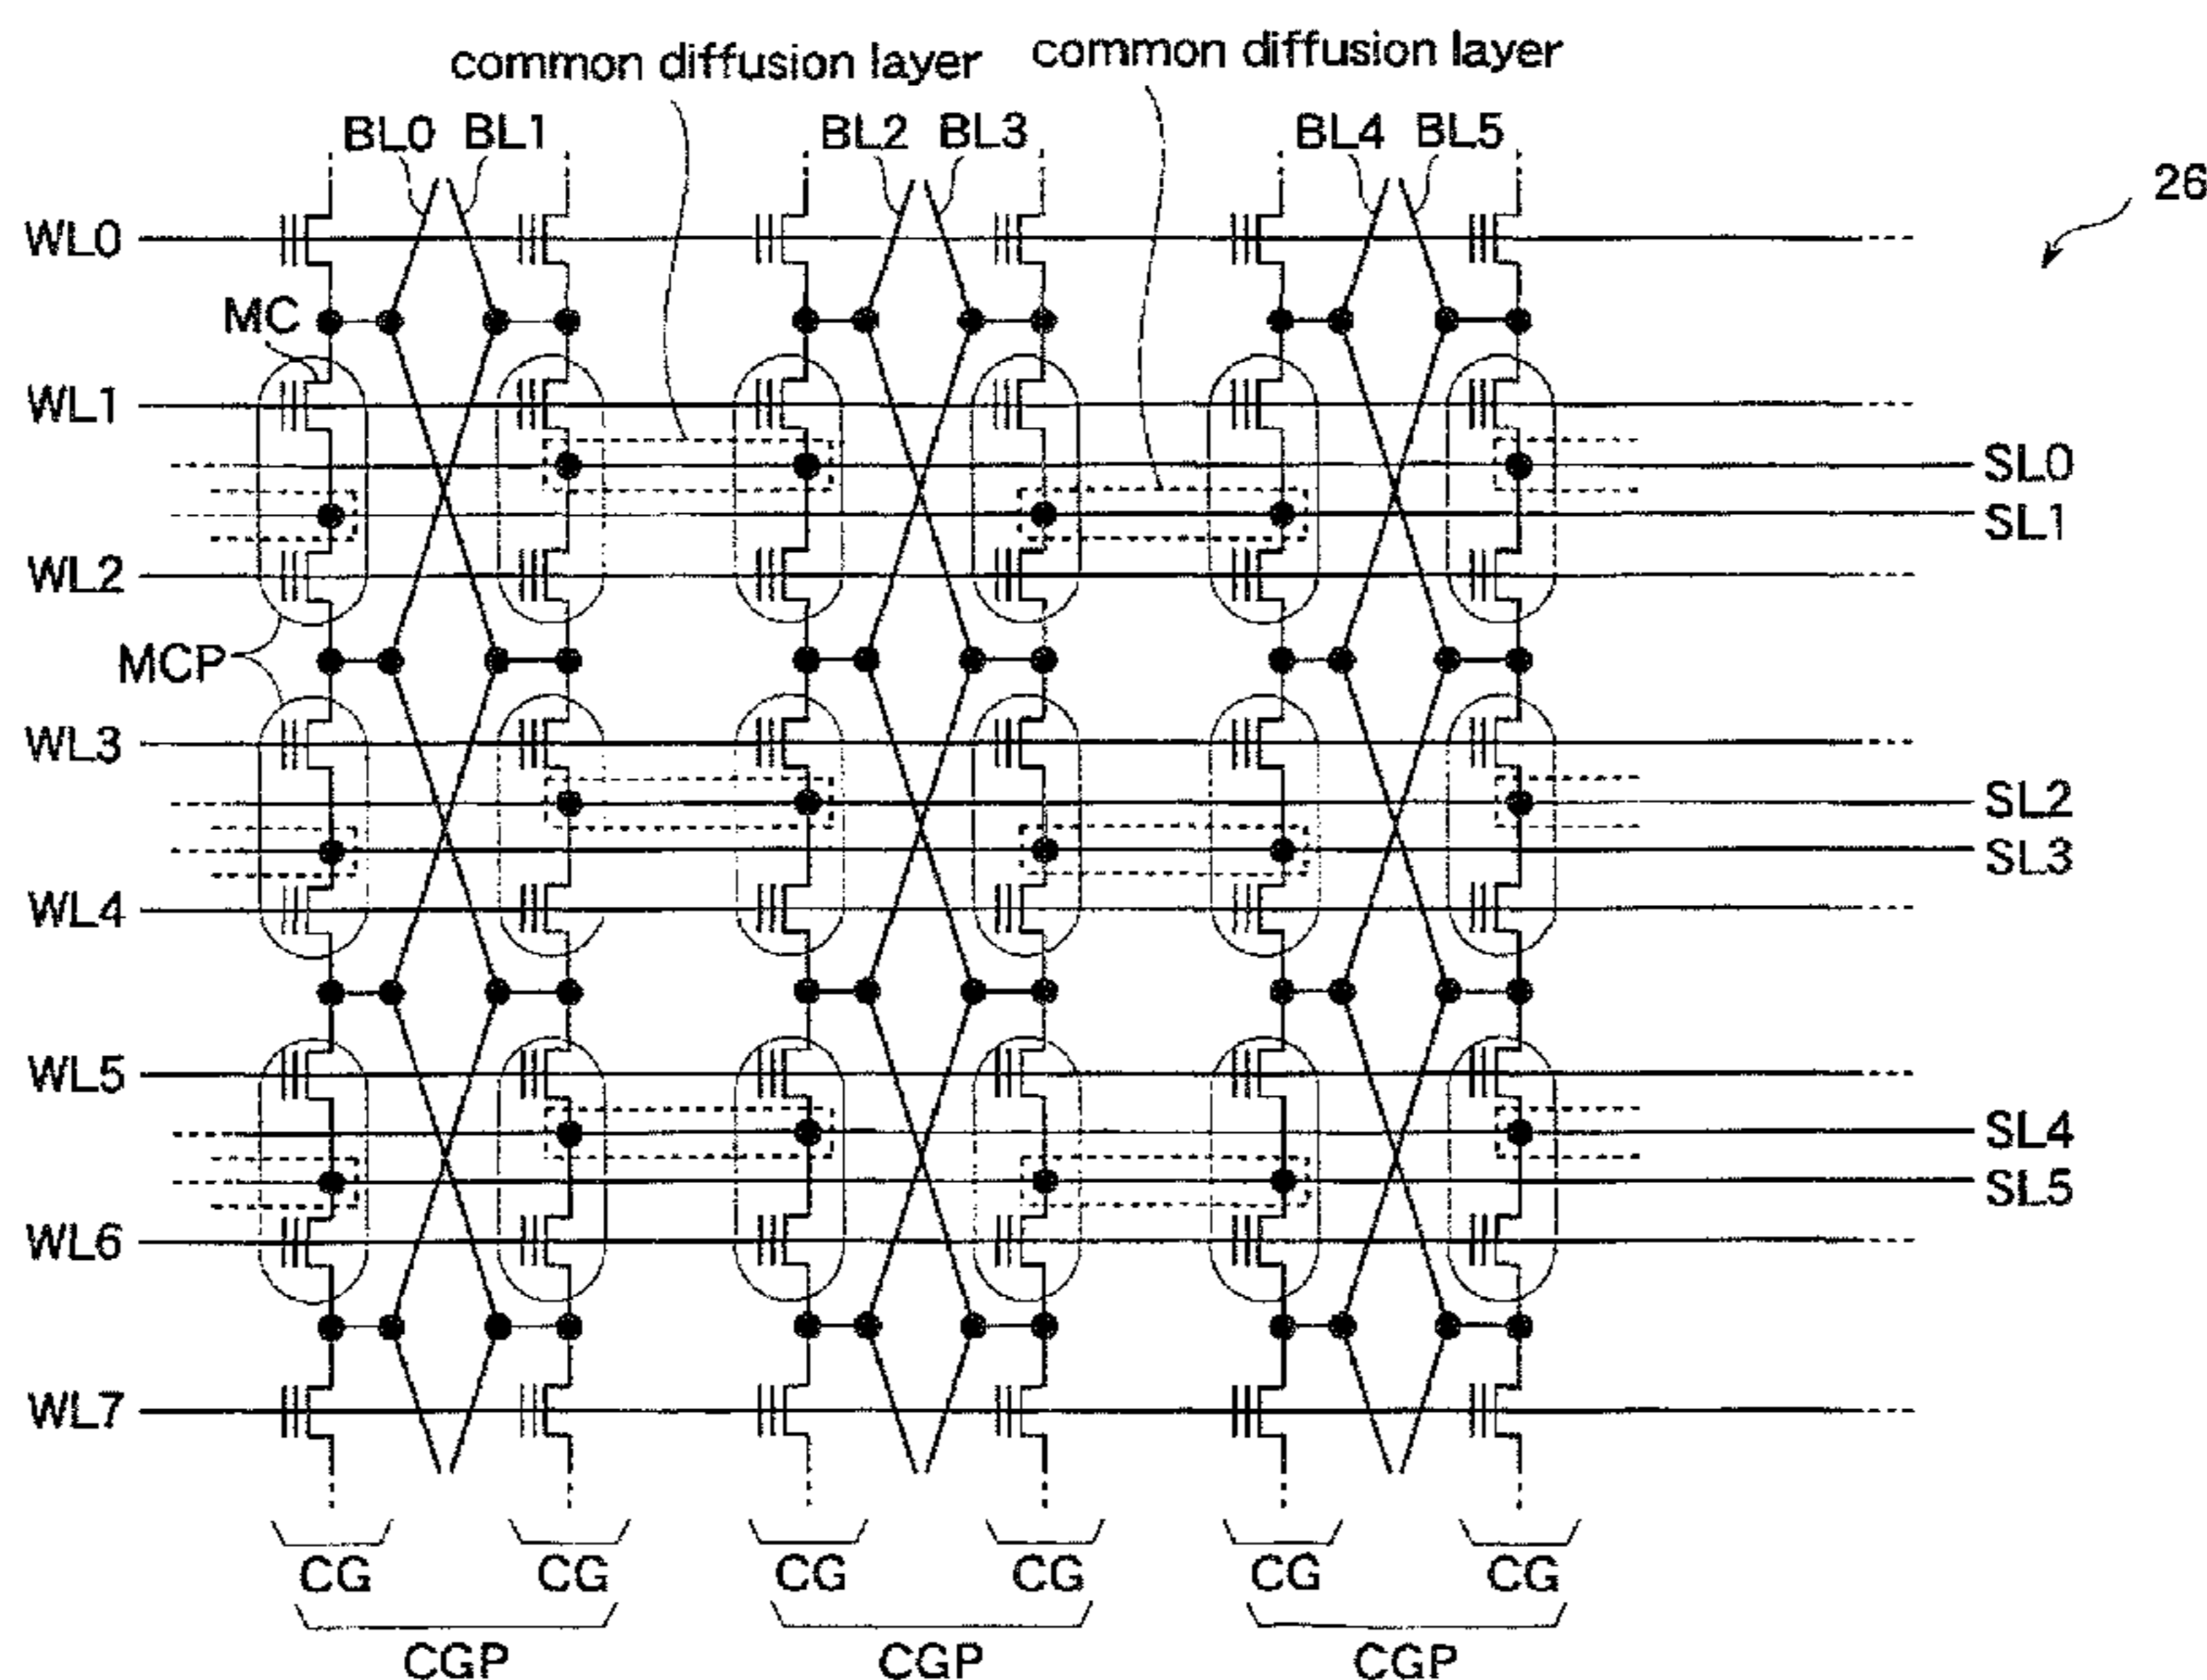 common diffusion layer common diffusion layer
BL0 BL1 BL2 BL3 BL4 BL5
26
WL0
MC
WL1
SL0
SL1
WL2
MCP
WL3
SL2
SL3
WL4
WL5
SL4
SL5
WL6
WL7
CG CG CG CG CG CG
CGP CGP CGP